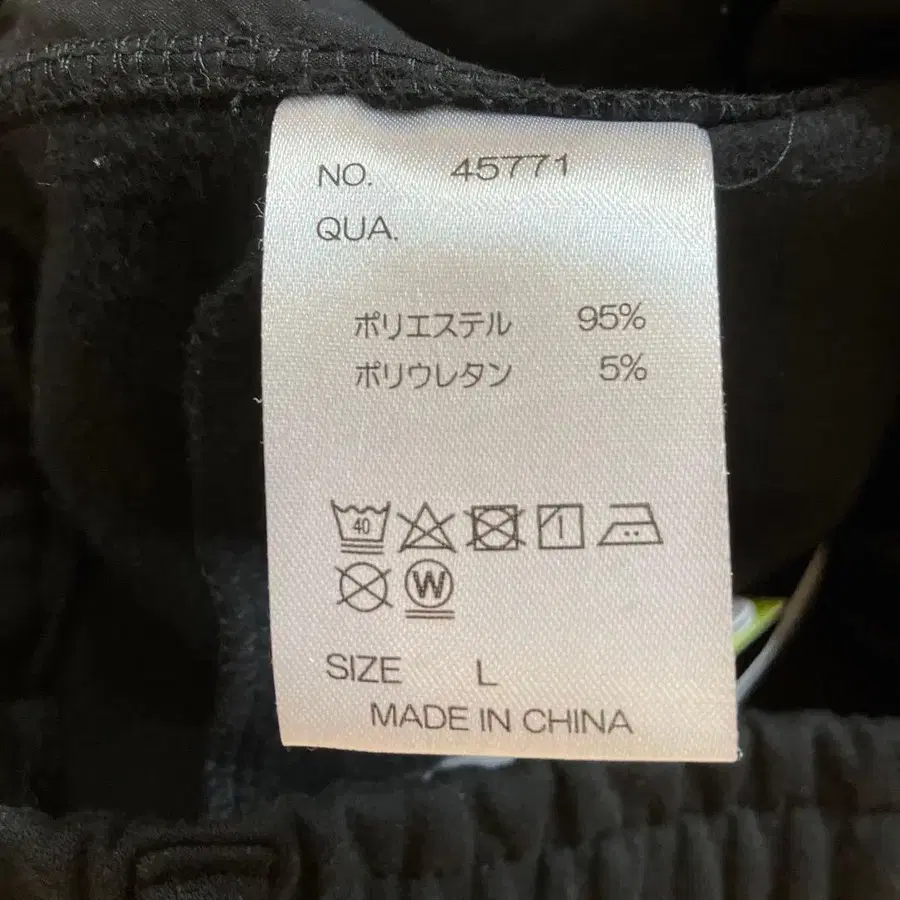 NO. 45771
QUA.
ポリエステル 95%
ポリウレタン 5%
40
W
SIZE L
MADE IN CHINA